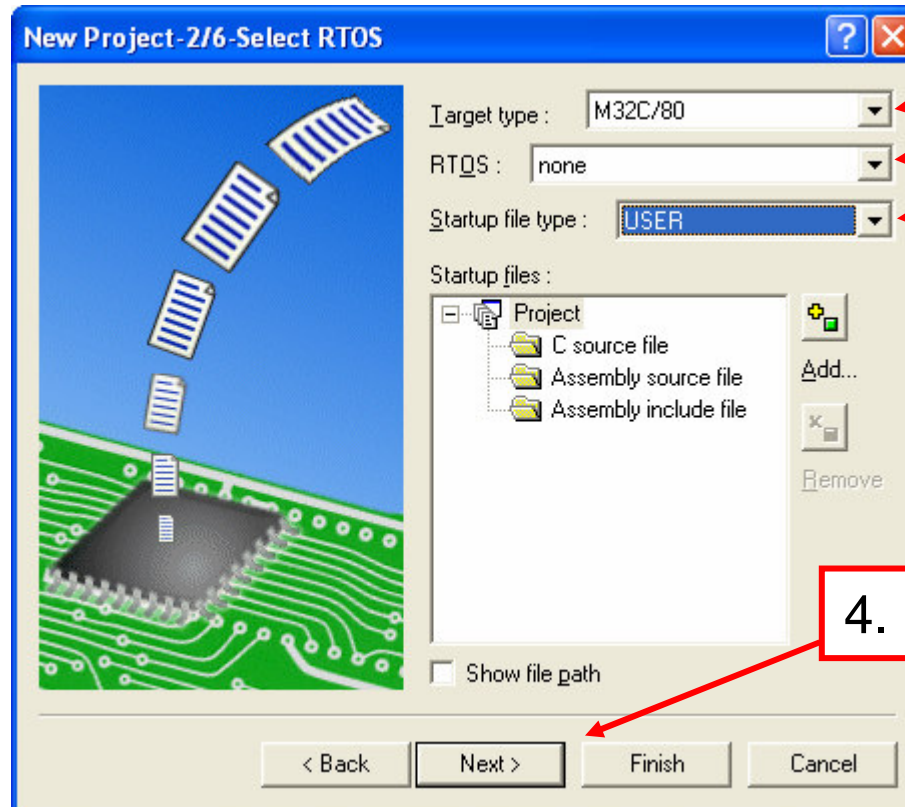 New Project-2/6-Select RTOS
Target type : M32C/80
RTOS : none
Startup file type : USER
Startup files :
Project
C source file
Assembly source file
Assembly include file
Add...
Remove
4.
Show file path
< Back Next > Finish Cancel